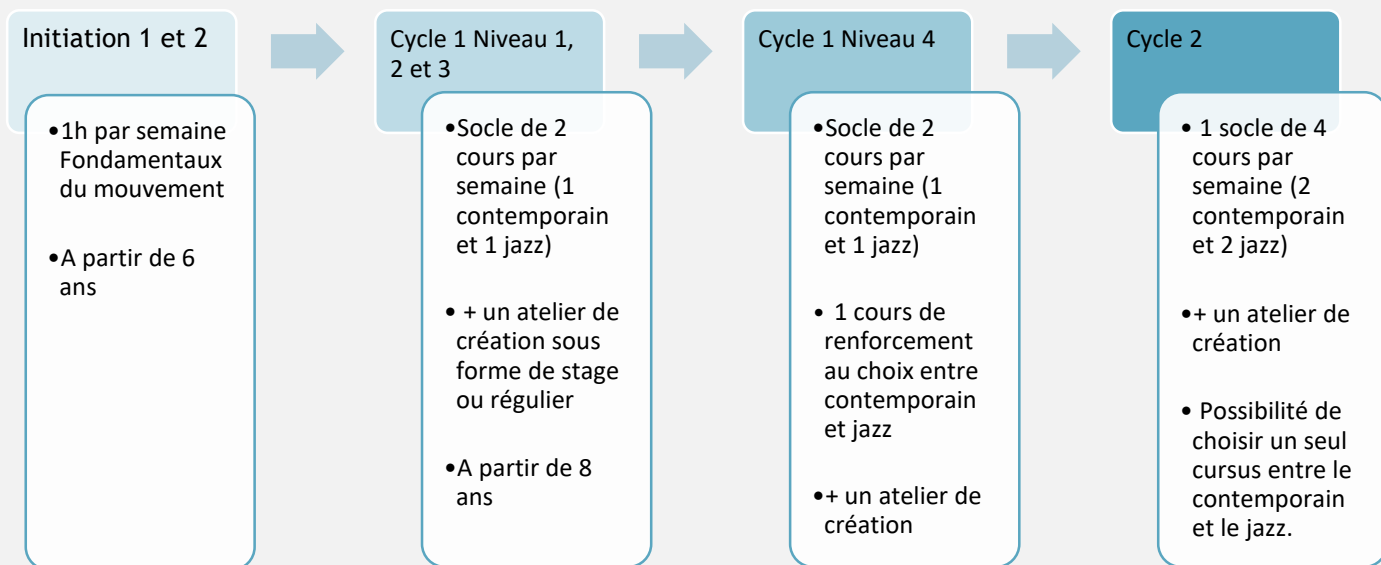 Initiation 1 et 2
•1h par semaine
Fondamentaux
du mouvement
•A partir de 6
ans
Cycle 1 Niveau 1,
2 et 3
•Socle de 2
cours par
semaine (1
contemporain
et 1 jazz)
• + un atelier de
création sous
forme de stage
ou régulier
•A partir de 8
ans
Cycle 1 Niveau 4
•Socle de 2
cours par
semaine (1
contemporain
et 1 jazz)
• 1 cours de
renforcement
au choix entre
contemporain
et jazz
•+ un atelier de
création
Cycle 2
• 1 socle de 4
cours par
semaine (2
contemporain
et 2 jazz)
•+ un atelier de
création
• Possibilité de
choisir un seul
cursus entre le
contemporain
et le jazz.